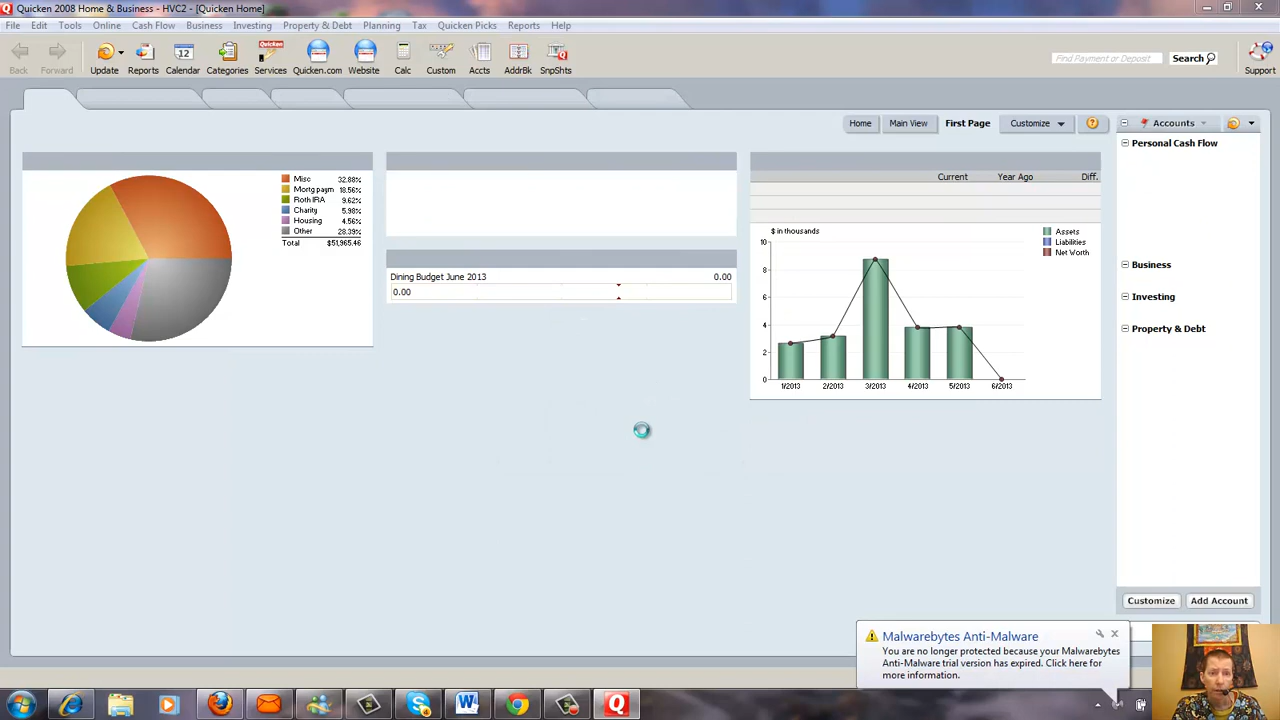 Quicken 2008 Home & Business - HVC2 - [Quicken Home]
File Edit Tools Online Cash Flow Business Investing Property & Debt Planning Tax Quicken Picks Reports Help
Back Forward Update Reports Calendar Categories Services Quicken.com Website Calc Custom Accts AddrBk SnpShts
Find Payment or Deposit Search Support
Home Main View First Page Customize ?
Accounts
Personal Cash Flow
Business
Investing
Property & Debt
Customize Add Account
Misc 32.88%
Mortg paym 18.56%
Roth IRA 9.62%
Charity 5.98%
Housing 4.56%
Other 28.39%
Total $51,965.46
Dining Budget June 2013 0.00
0.00
Current Year Ago Diff.
$ in thousands
10
8
6
4
2
0
1/2013 2/2013 3/2013 4/2013 5/2013 6/2013
Assets
Liabilities
Net Worth
Malwarebytes Anti-Malware
You are no longer protected because your Malwarebytes
Anti-Malware trial version has expired. Click here for
more information.